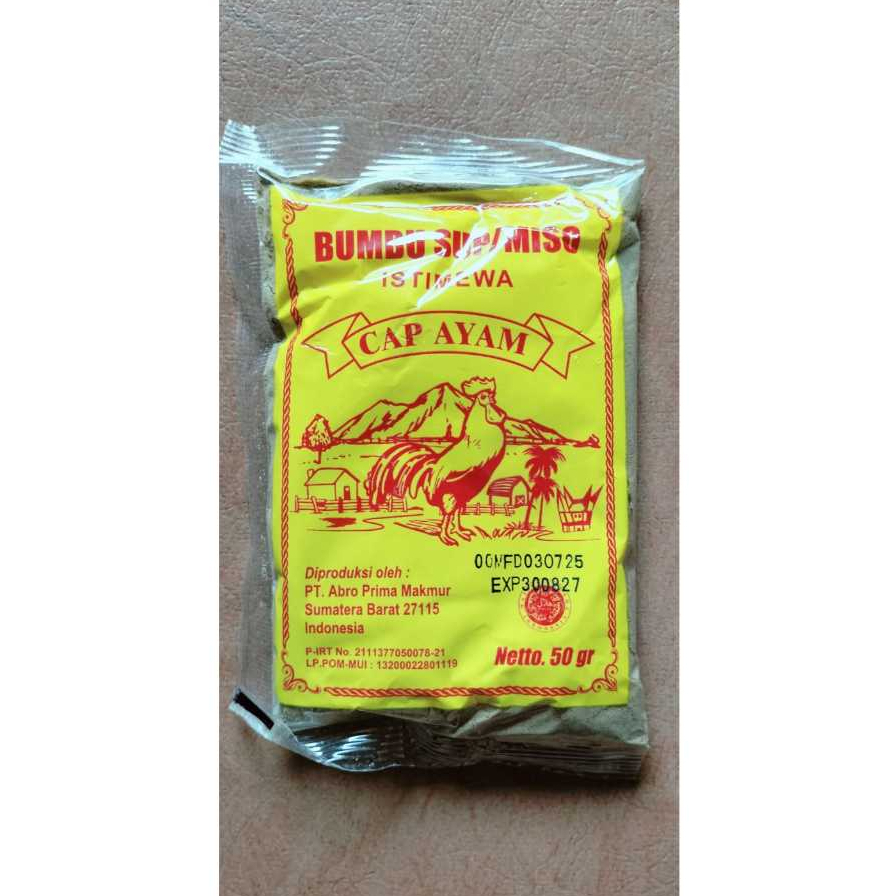 BUMBU SUP/MISO
ISTIMEWA
CAP AYAM
00MFD030725
EXP300827
Diproduksi oleh :
PT. Abro Prima Makmur
Sumatera Barat 27115
Indonesia
P-IRT No. 2111377050078-21
LP.POM-MUI : 13200022801119
Netto. 50 gr